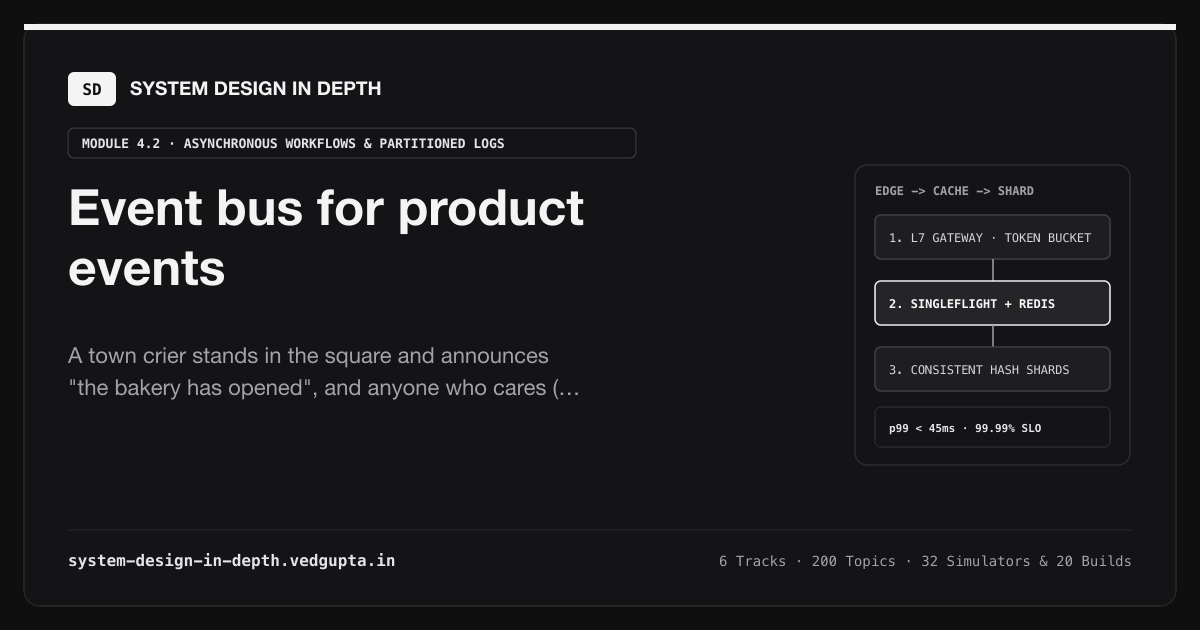 SD SYSTEM DESIGN IN DEPTH
MODULE 4.2 · ASYNCHRONOUS WORKFLOWS & PARTITIONED LOGS
Event bus for product
events
A town crier stands in the square and announces
"the bakery has opened", and anyone who cares (…
EDGE —> CACHE —> SHARD
1. L7 GATEWAY · TOKEN BUCKET
2. SINGLEFLIGHT + REDIS
3. CONSISTENT HASH SHARDS
p99 < 45ms · 99.99% SLO
system-design-in-depth.vedgupta.in
6 Tracks · 200 Topics · 32 Simulators & 20 Builds